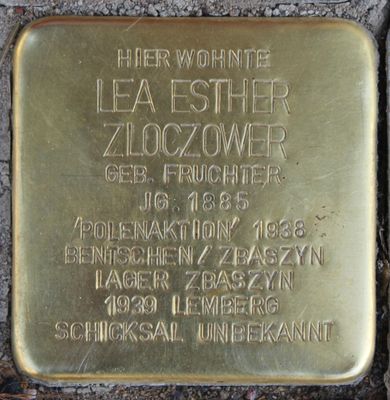 HIER WOHNTE
LEA ESTHER
ZLOCZOWER
GEB. FRUCHTER
JG. 1885
'POLENAKTION' 1938
BENTSCHEN / ZBASZYN
LAGER ZBASZYN
1939 LEMBERG
SCHICKSAL UNBEKANNT